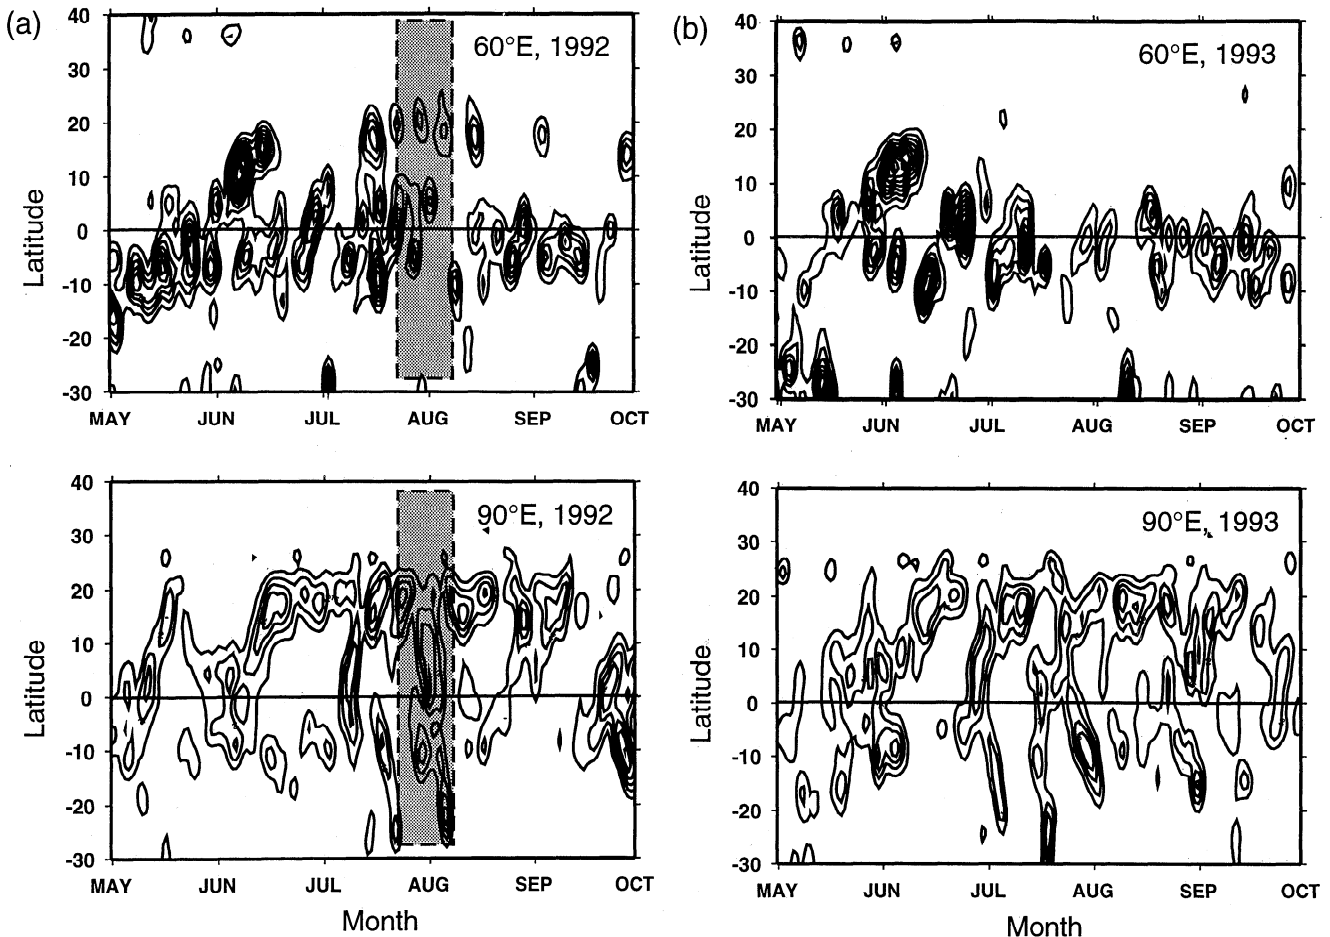 (a)
60°E, 1992
40
30
20
10
0
-10
-20
-30
Latitude
MAY JUN JUL AUG SEP OCT
(b)
60°E, 1993
40
30
20
10
0
-10
-20
-30
Latitude
MAY JUN JUL AUG SEP OCT
90°E, 1992
40
30
20
10
0
-10
-20
-30
Latitude
MAY JUN JUL AUG SEP OCT
Month
90°E, 1993
40
30
20
10
0
-10
-20
-30
Latitude
MAY JUN JUL AUG SEP OCT
Month